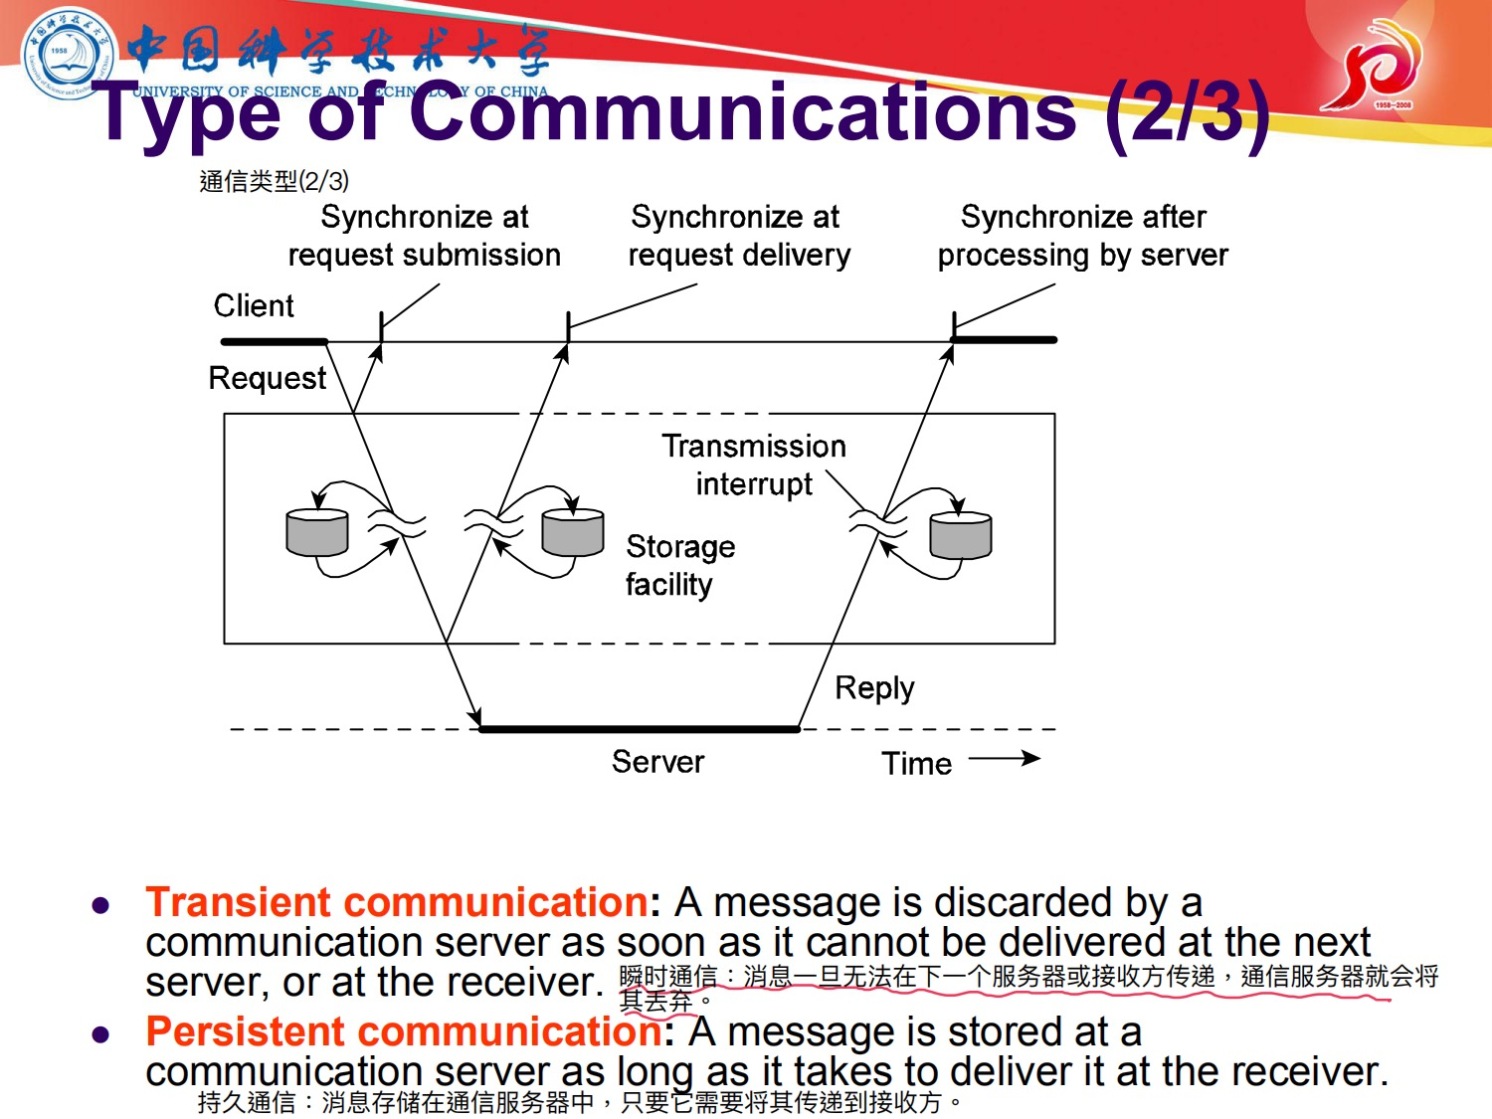 中国科学技术大学
UNIVERSITY OF SCIENCE AND TECHNOLOGY OF CHINA
1958
1958—2008
Type of Communications (2/3)
通信类型(2/3)
Synchronize at
request submission
Synchronize at
request delivery
Synchronize after
processing by server
Client
Request
Transmission
interrupt
Storage
facility
Reply
Server
Time
Transient communication: A message is discarded by a
communication server as soon as it cannot be delivered at the next
server, or at the receiver.
瞬时通信：消息一旦无法在下一个服务器或接收方传递，通信服务器就会将
其丢弃。
Persistent communication: A message is stored at a
communication server as long as it takes to deliver it at the receiver.
持久通信：消息存储在通信服务器中，只要它需要将其传递到接收方。